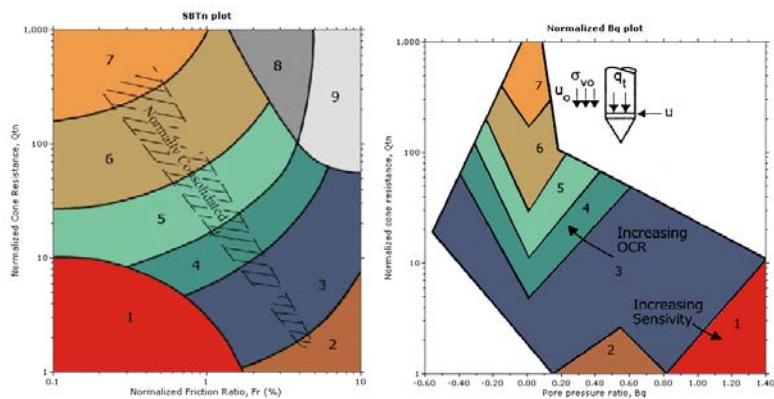 SBTn plot
Normalized Cone Resistance, Qtn
1,000
100
10
1
0.1
1
10
Normalized Friction Ratio, Fr (%)
7
8
9
6
Normally Consolidated
5
4
3
1
2
Normalized Bq plot
Normalized cone resistance, Qtn
1,000
100
10
1
-0.60
-0.40
-0.20
0.00
0.20
0.40
0.60
0.80
1.00
1.20
1.40
Pore pressure ratio, Bq
σvo
uo
qt
u
7
6
5
4
Increasing
OCR
3
Increasing
Sensivity
1
2